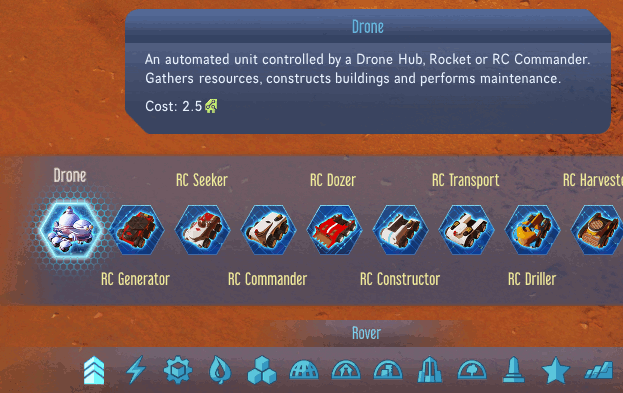 Drone
An automated unit controlled by a Drone Hub, Rocket or RC Commander.
Gathers resources, constructs buildings and performs maintenance.
Cost: 2.5
Drone
RC Seeker
RC Dozer
RC Transport
RC Harveste
RC Generator
RC Commander
RC Constructor
RC Driller
Rover